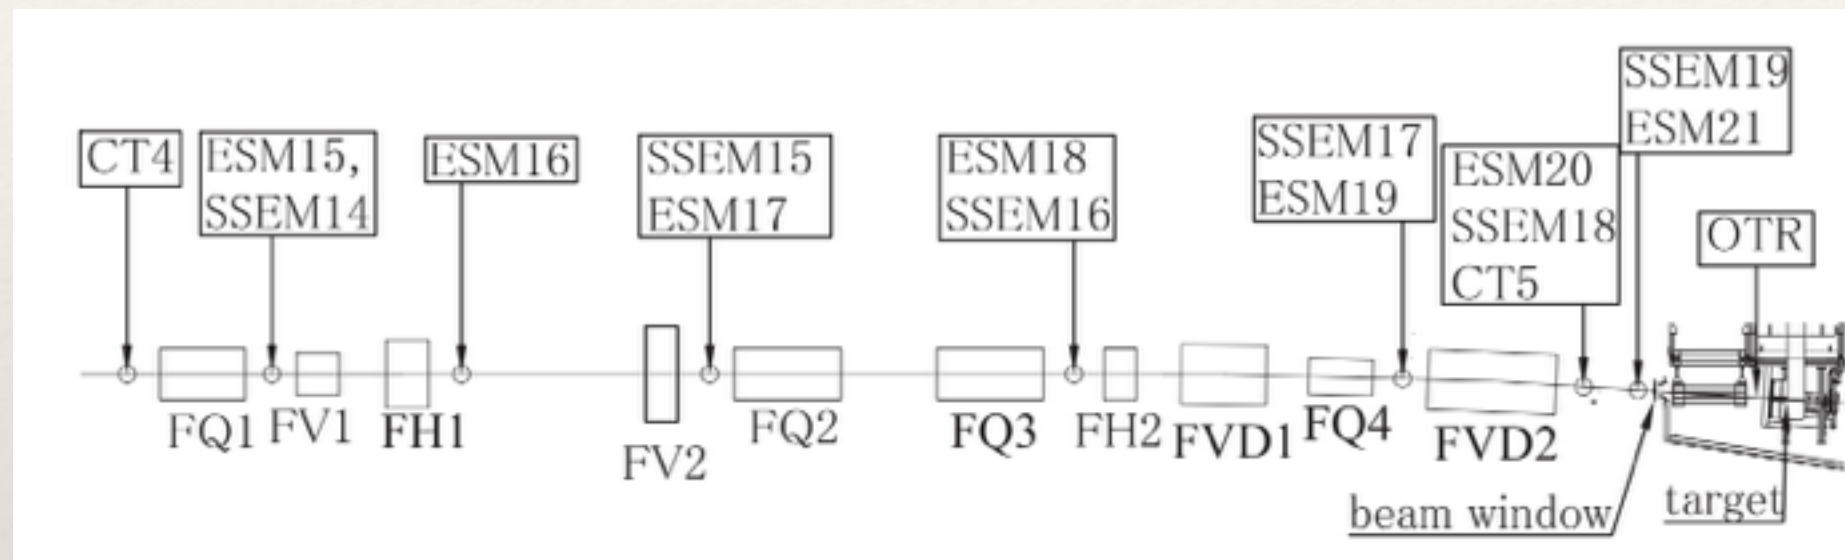 CT4
ESM15,
SSEM14
ESM16
SSEM15
ESM17
ESM18
SSEM16
SSEM17
ESM19
ESM20
SSEM18
CT5
SSEM19
ESM21
OTR
FQ1
FV1
FH1
FV2
FQ2
FQ3
FH2
FVD1
FQ4
FVD2
beam window
target